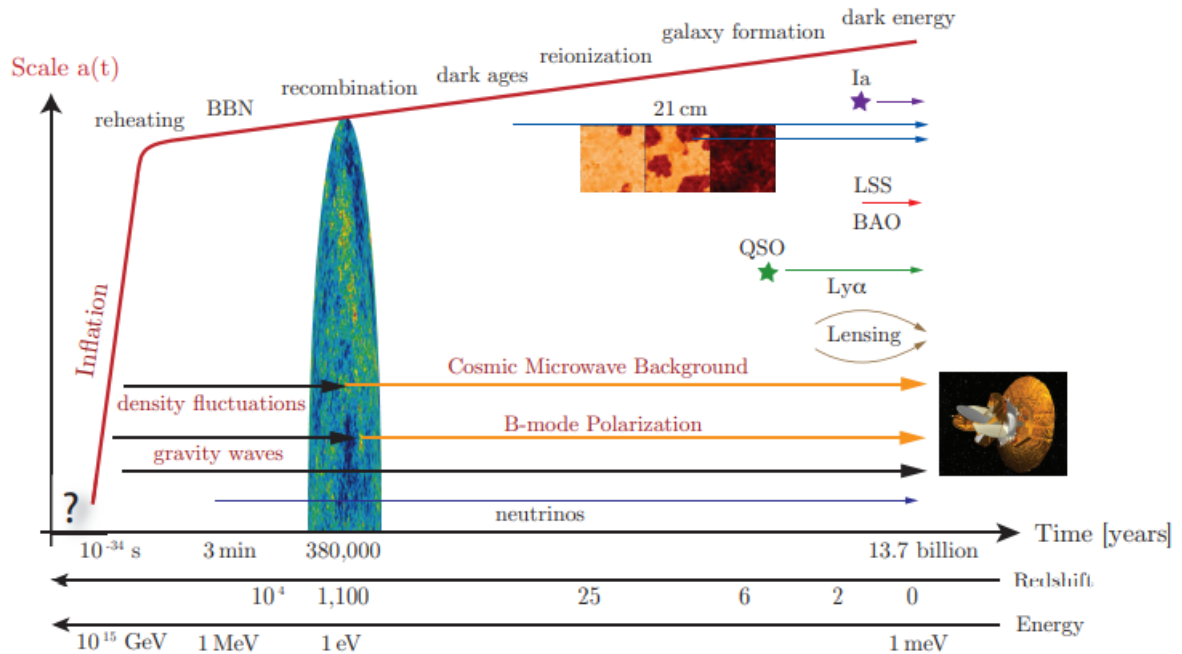 dark energy
galaxy formation
reionization
dark ages
recombination
BBN
reheating
Scale a(t)
Ia
21 cm
LSS
BAO
QSO
Lyα
Lensing
Inflation
Cosmic Microwave Background
density fluctuations
B-mode Polarization
gravity waves
?
neutrinos
Time [years]
10⁻³⁴ s 3 min 380,000 13.7 billion
Redshift
10⁴ 1,100 25 6 2 0
Energy
10¹⁵ GeV 1 MeV 1 eV 1 meV